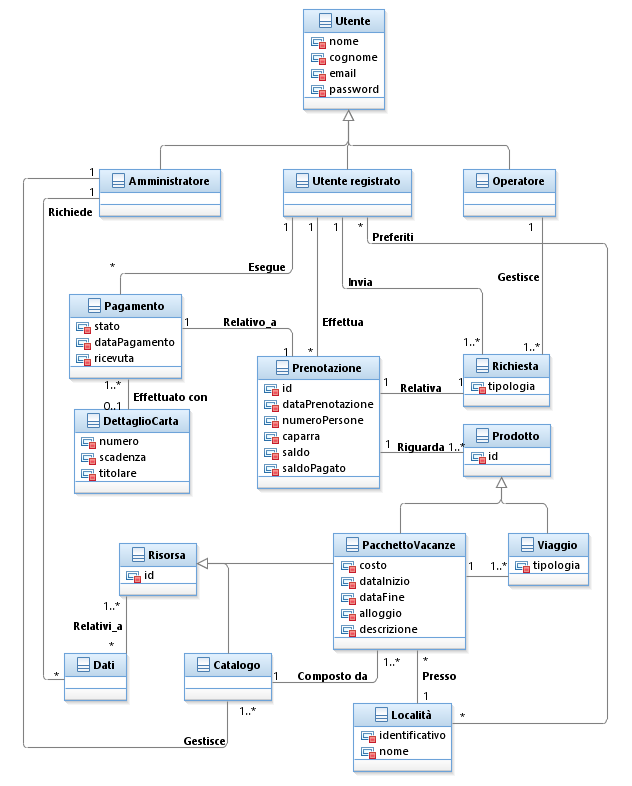 Utente
nome
cognome
email
password
Amministratore
Utente registrato
Operatore
1
1
Richiede
1
1
1
*
Preferiti
1
*
Esegue
Invia
Gestisce
Pagamento
stato
dataPagamento
ricevuta
1
Relativo_a
1
Effettua
*
1..*
1..*
Prenotazione
id
dataPrenotazione
numeroPersone
caparra
saldo
saldoPagato
Richiesta
tipologia
1
Relativa
1
1..*
Effettuato con
0..1
DettaglioCarta
numero
scadenza
titolare
Prodotto
id
1
Riguarda
1..*
Risorsa
id
PacchettoVacanze
costo
dataInizio
dataFine
alloggio
descrizione
Viaggio
tipologia
1
1..*
1..*
Relativi_a
*
Dati
*
Catalogo
1
Composto da
1..*
*
Presso
1
1..*
Gestisce
Località
identificativo
nome
*